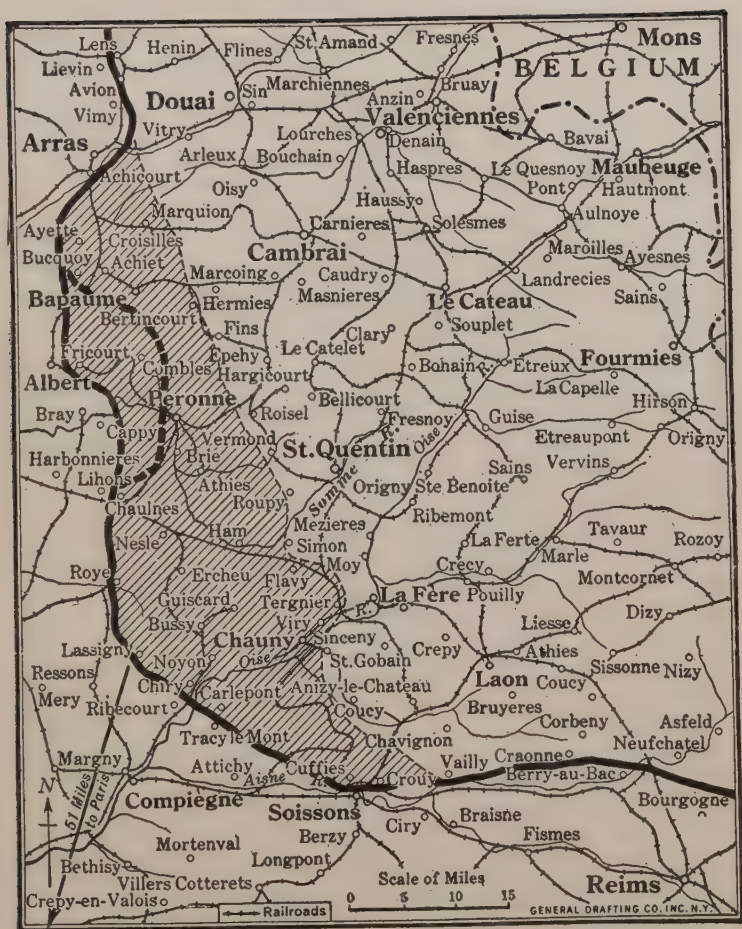 Lens
Henin
Flines
St. Amand
Fresnes
Mons
Lievin
BELGIUM
Avion
Marchiennes
Bruay
Vimy
Douai
Sin
Anzin
Valenciennes
Arras
Vitry
Lourches
Denain
Bavai
Arleux
Bouchain
Haspres
Le Quesnoy
Maubeuge
Achicourt
Oisy
Pont
Hautmont
Marquion
Haussy
Aulnoye
Ayette
Croisilles
Carnieres
Solesmes
Bucquoy
Achiet
Cambrai
Maroilles
Avesnes
Marcoing
Caudry
Landrecies
Bapaume
Hermies
Masnieres
Le Cateau
Sains
Bertincourt
Fins
Clary
Souplet
Fricourt
Combles
Epehy
Le Catelet
Bohain
Etreux
Fourmies
Albert
Hargicourt
La Capelle
Peronne
Bellicourt
Hirson
Bray
Roisel
Fresnoy
Guise
Cappy
Vermond
Etreaupont
Origny
Brie
St. Quentin
R.
Oise
Harbonnieres
Sains
Vervins
Lihons
Athies
Roupy
Somme
Origny Ste Benoite
Chaulnes
Ribemont
Mezieres
Ham
Nesle
Simon
La Ferte
Tavaur
Rozoy
Moy
Marle
Roye
Ercheu
Flavy
Crécy
Montcornet
Guiscard
Tergnier
R.
La Fère
Pouilly
Bussy
Viry
Liesse
Dizy
Chauny
Sinceny
Lassigny
Crepy
Athies
Noyon
Oise
St. Gobain
Sissonne
Nizy
Ressons
Laon
Mery
Chiry
Carlepont
Anizy-le-Chateau
Coucy
Ribecourt
Coucy
Bruyeres
Asfeld
Tracy le Mont
Corbeny
Chavignon
Neufchatel
Margny
Vailly
Craonne
N
Attichy
Cuffies
Crouy
Berry-au-Bac
Aisne R.
51 Miles
to Paris
Compiègne
Soissons
Bourgogne
Ciry
Braisne
Berzy
Mortenval
Fismes
Bethisy
Longpont
Villers Cotterets
Scale of Miles
Reims
Crepy-en-Valois
Railroads
0 5 10 15
GENERAL DRAFTING CO. INC. N.Y.